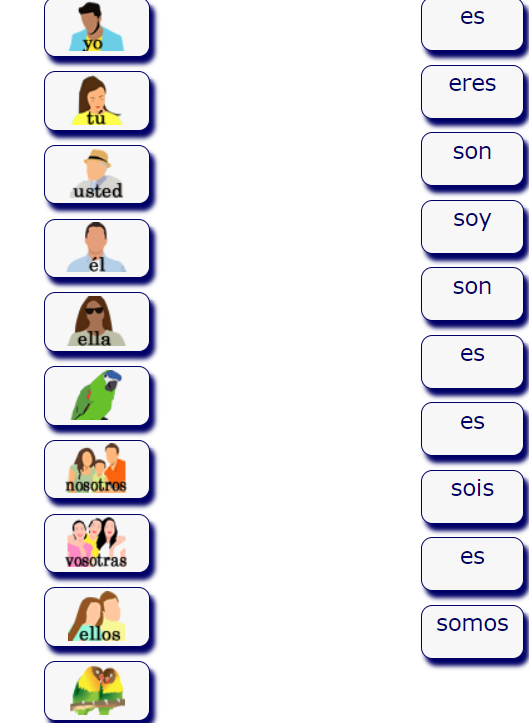 yo
tú
usted
él
ella
nosotros
vosotras
ellos
es
eres
son
soy
son
es
es
sois
es
somos